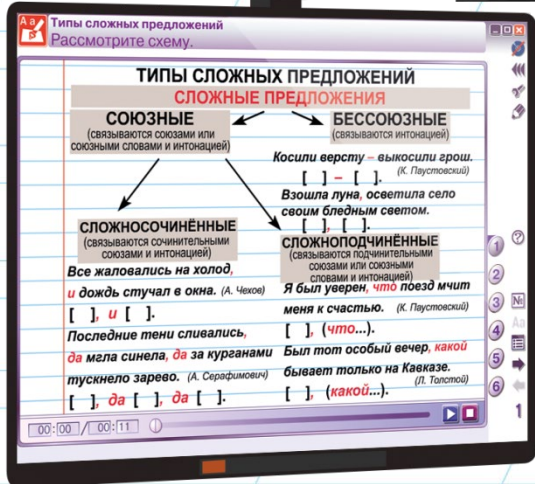 Типы сложных предложений
Рассмотрите схему.
ТИПЫ СЛОЖНЫХ ПРЕДЛОЖЕНИЙ
СЛОЖНЫЕ ПРЕДЛОЖЕНИЯ
СОЮЗНЫЕ
(связываются союзами или
союзными словами и интонацией)
БЕССОЮЗНЫЕ
(связываются интонацией)
Косили версту – выкосили грош.
(К. Паустовский)
[ ] – [ ].
Взошла луна, осветила село
своим бледным светом.
[ ], [ ].
СЛОЖНОСОЧИНЁННЫЕ
(связываются сочинительными
союзами и интонацией)
Все жаловались на холод,
и дождь стучал в окна. (А. Чехов)
[ ], и [ ].
Последние тени сливались,
да мгла синела, да за курганами
тускнело зарево. (А. Серафимович)
[ ], да [ ], да [ ].
СЛОЖНОПОДЧИНЁННЫЕ
(связываются подчинительными
союзами или союзными
словами и интонацией)
Я был уверен, что поезд мчит
меня к счастью. (К. Паустовский)
[ ], (что...).
Был тот особый вечер, какой
бывает только на Кавказе.
(Л. Толстой)
[ ], (какой...).
00:00 / 00:11
1
2
3
4
5
6
№
Аа
1